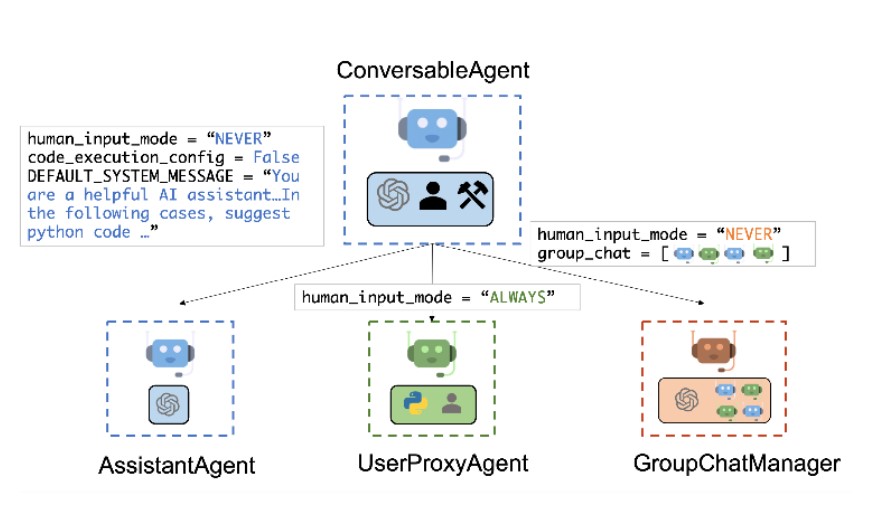 ConversableAgent
human_input_mode = “NEVER”
code_execution_config = False
DEFAULT_SYSTEM_MESSAGE = “You
are a helpful AI assistant…In
the following cases, suggest
python code …”
human_input_mode = “NEVER”
group_chat = [ ]
human_input_mode = “ALWAYS”
AssistantAgent
UserProxyAgent
GroupChatManager